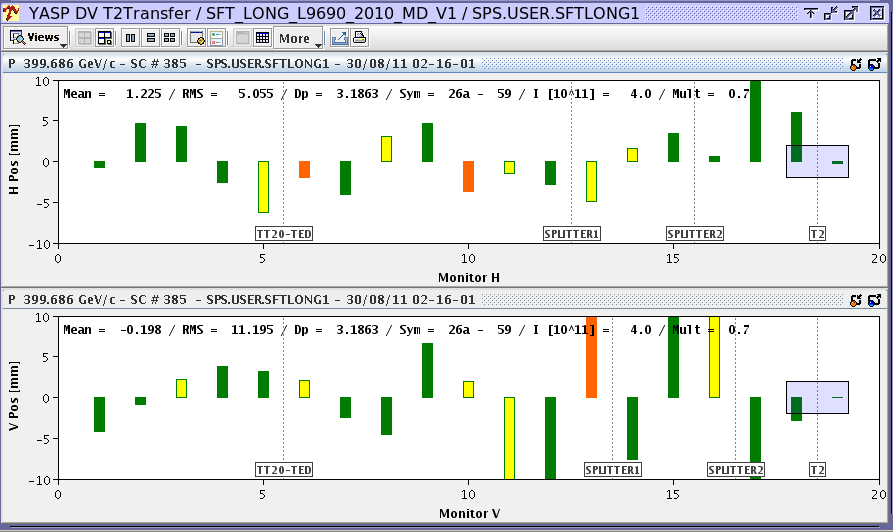 YASP DV T2Transfer / SFT_LONG_L9690_2010_MD_V1 / SPS.USER.SFTLONG1
Views
More
P 399.686 GeV/c - SC # 385 - SPS.USER.SFTLONG1 - 30/08/11 02-16-01
Mean = 1.225 / RMS = 5.055 / Dp = 3.1863 / Sym = 26a - 59 / I [10^11] = 4.0 / Mult = 0.7
H Pos [mm]
10
5
0
-5
-10
TT20-TED
SPLITTER1
SPLITTER2
T2
0 5 10 15 20
Monitor H
P 399.686 GeV/c - SC # 385 - SPS.USER.SFTLONG1 - 30/08/11 02-16-01
Mean = -0.198 / RMS = 11.195 / Dp = 3.1863 / Sym = 26a - 59 / I [10^11] = 4.0 / Mult = 0.7
V Pos [mm]
10
5
0
-5
-10
TT20-TED
SPLITTER1
SPLITTER2
T2
0 5 10 15 20
Monitor V